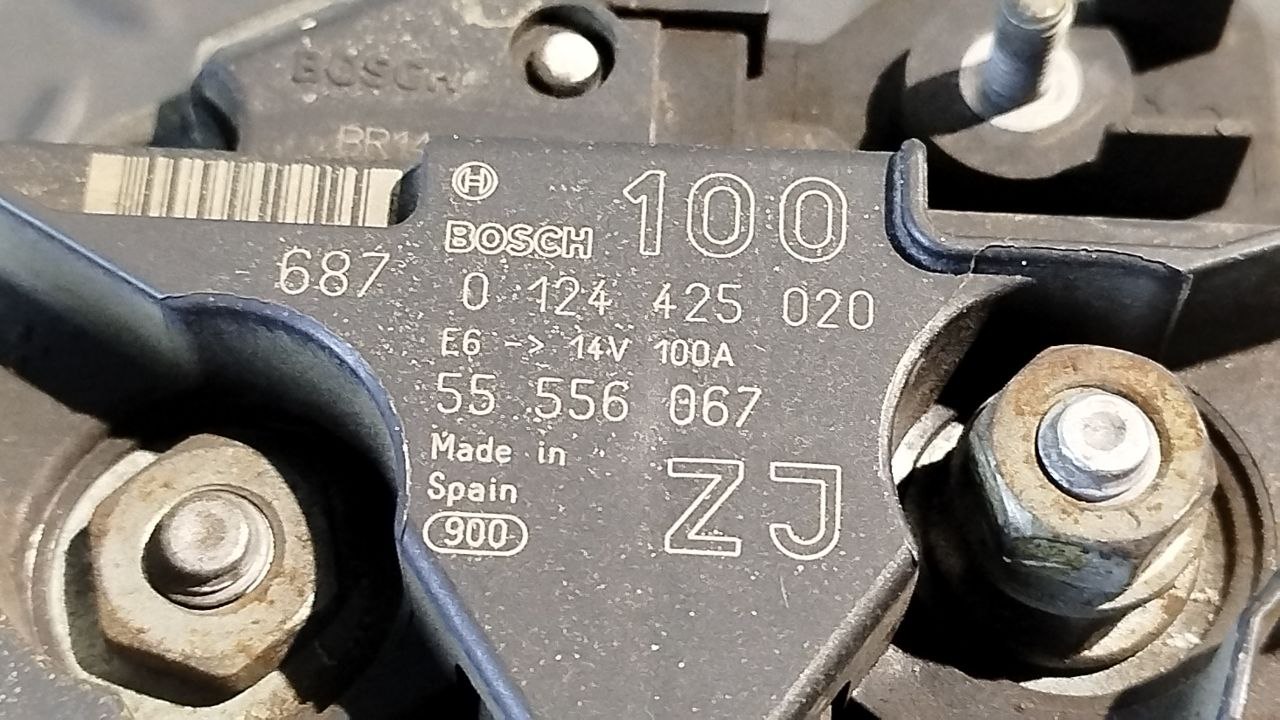 BOSCH
BR14
BOSCH 100
687
0 124 425 020
E6 -> 14V 100A
55 556 067
Made in
Spain
900
ZJ